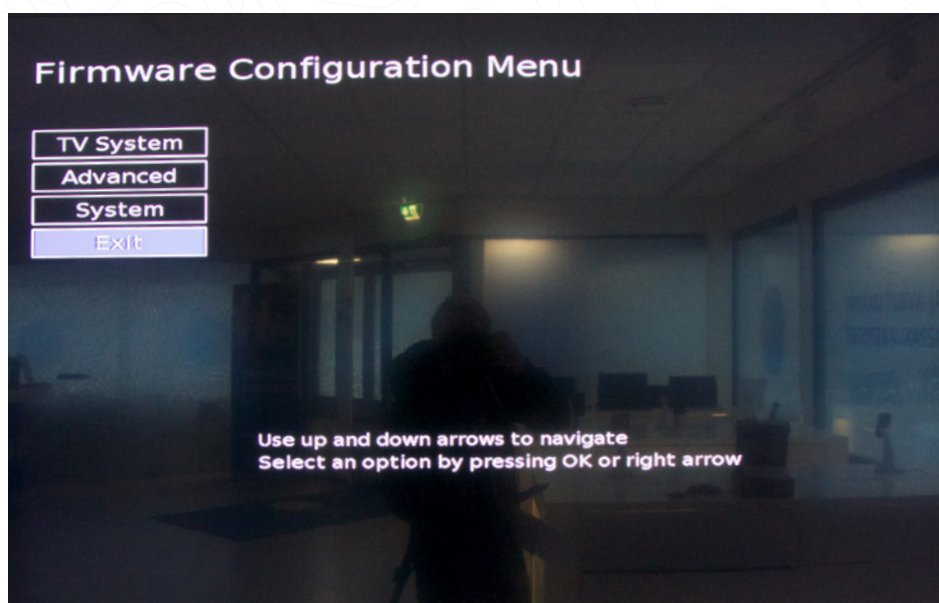 Firmware Configuration Menu
TV System
Advanced
System
Exit
Use up and down arrows to navigate
Select an option by pressing OK or right arrow